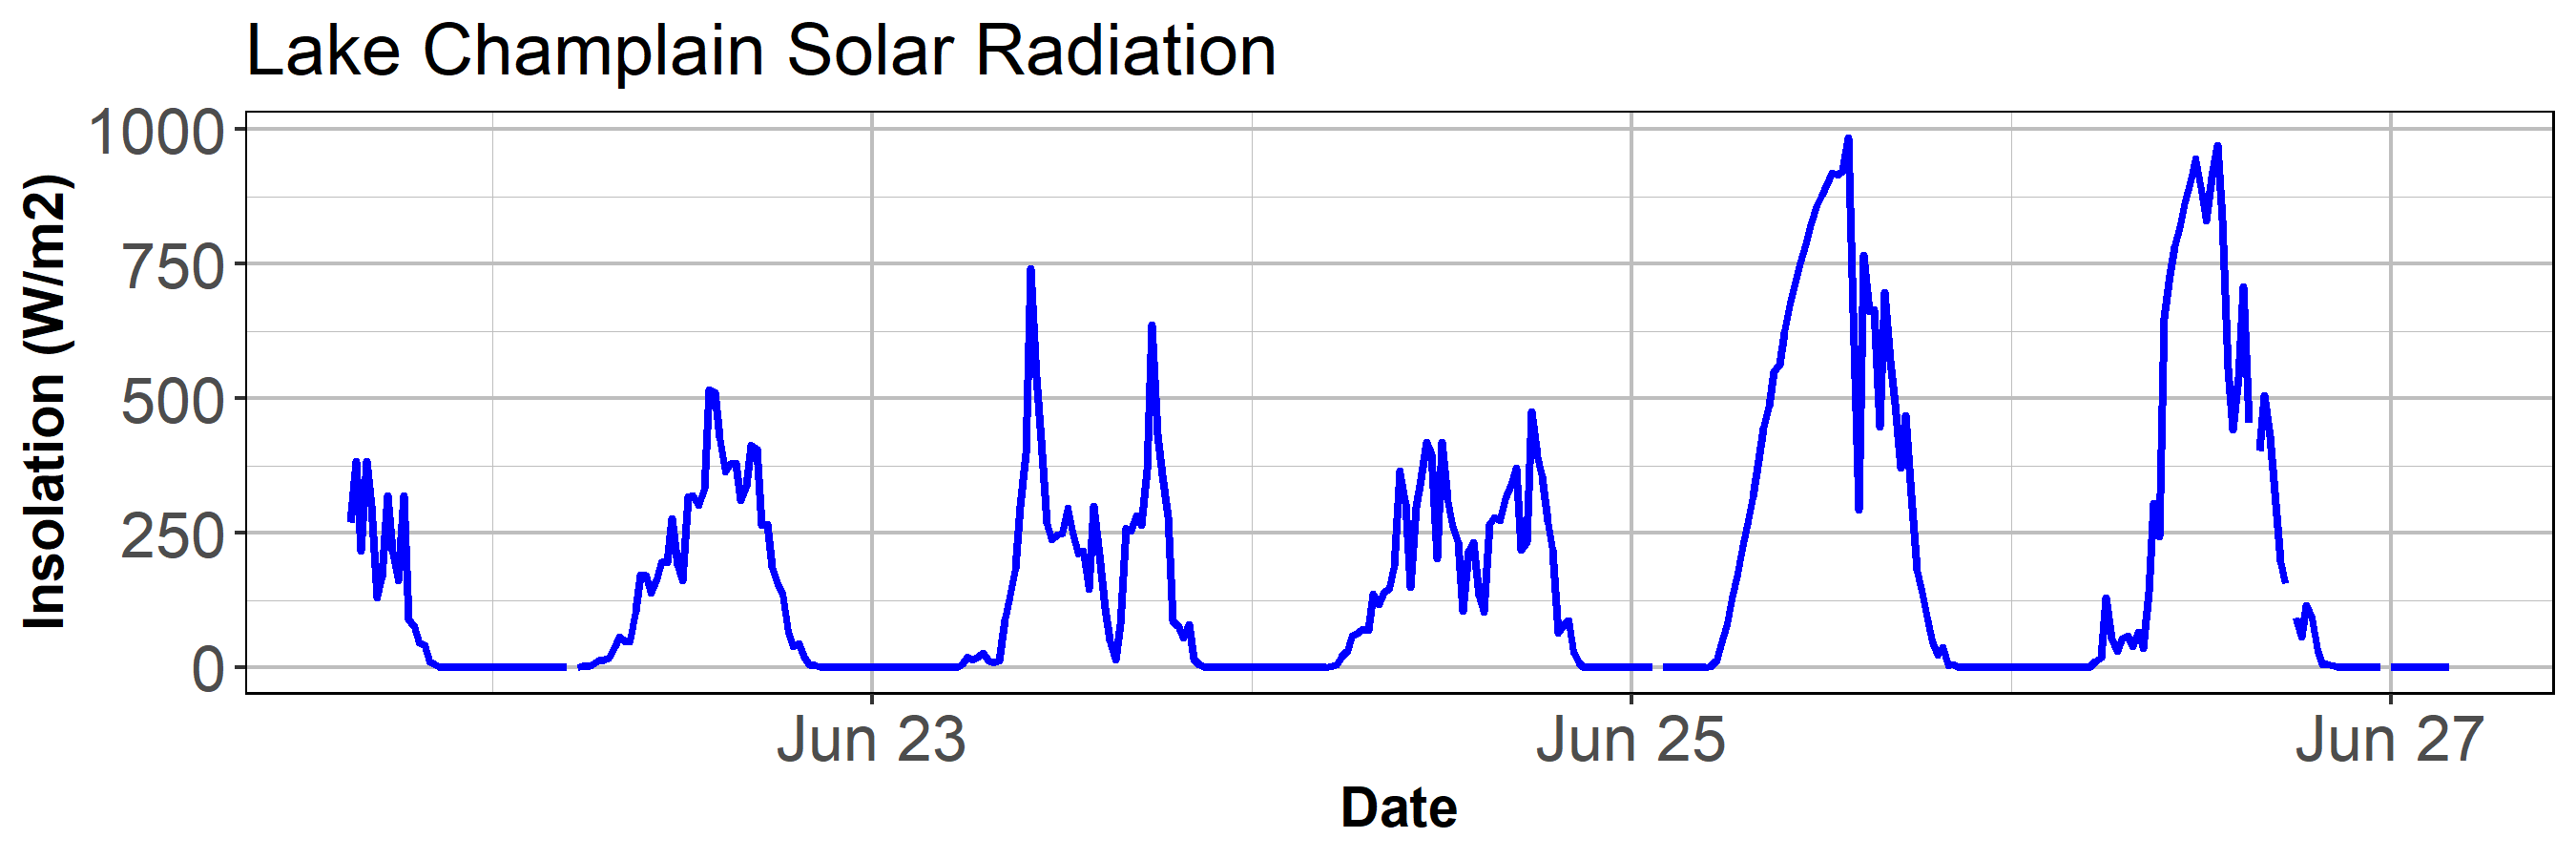 Lake Champlain Solar Radiation
Insolation (W/m2)
1000
750
500
250
0
Jun 23
Jun 25
Jun 27
Date